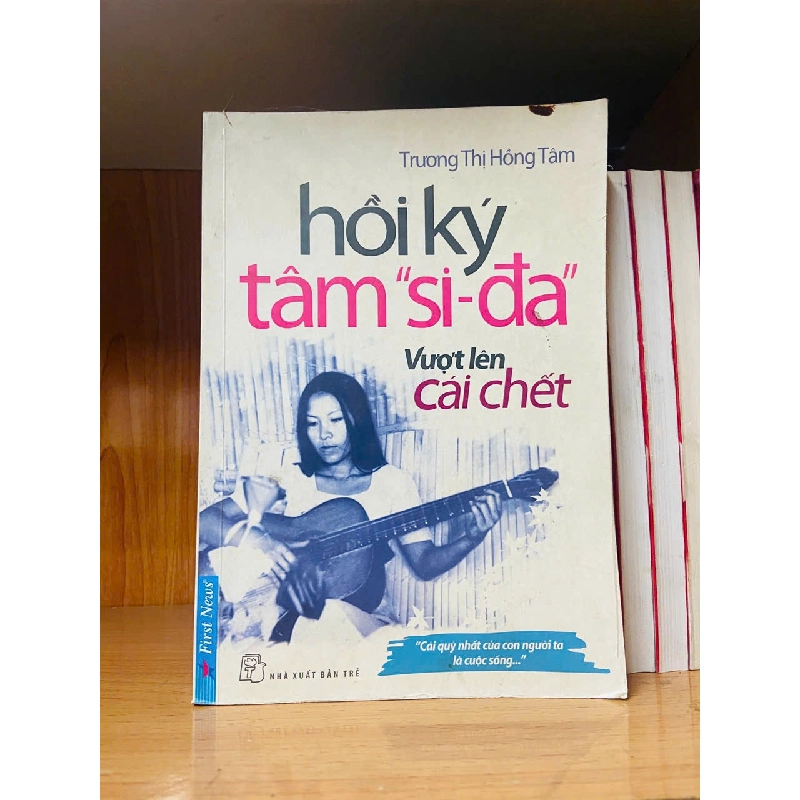 Trương Thị Hồng Tâm
hồi ký
tâm "si-đa"
Vượt lên
cái chết
First News
"Cái quý nhất của con người ta
là cuộc sống..."
NHÀ XUẤT BẢN TRẺ